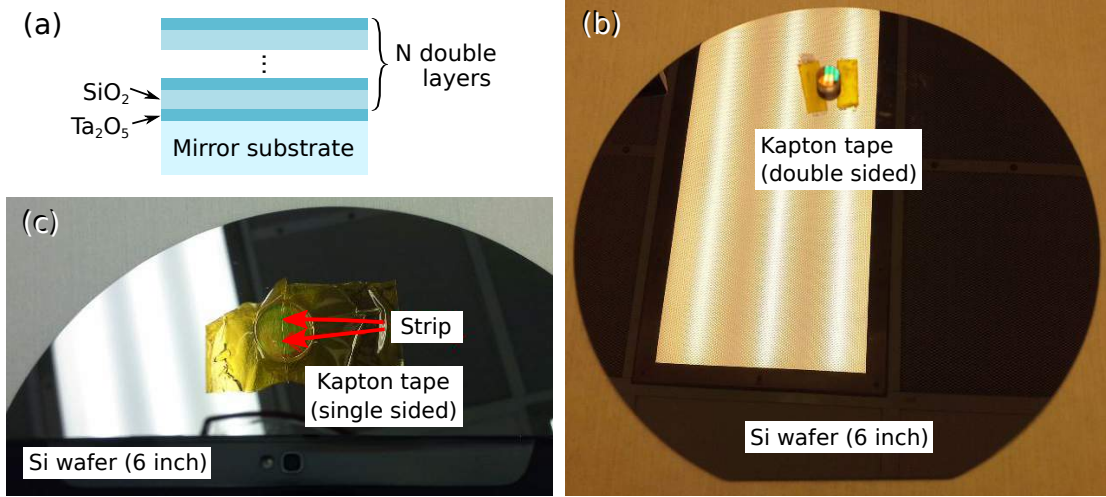 (a)
N double
layers
SiO₂
Ta₂O₅
Mirror substrate
(b)
Kapton tape
(double sided)
Si wafer (6 inch)
(c)
Strip
Kapton tape
(single sided)
Si wafer (6 inch)